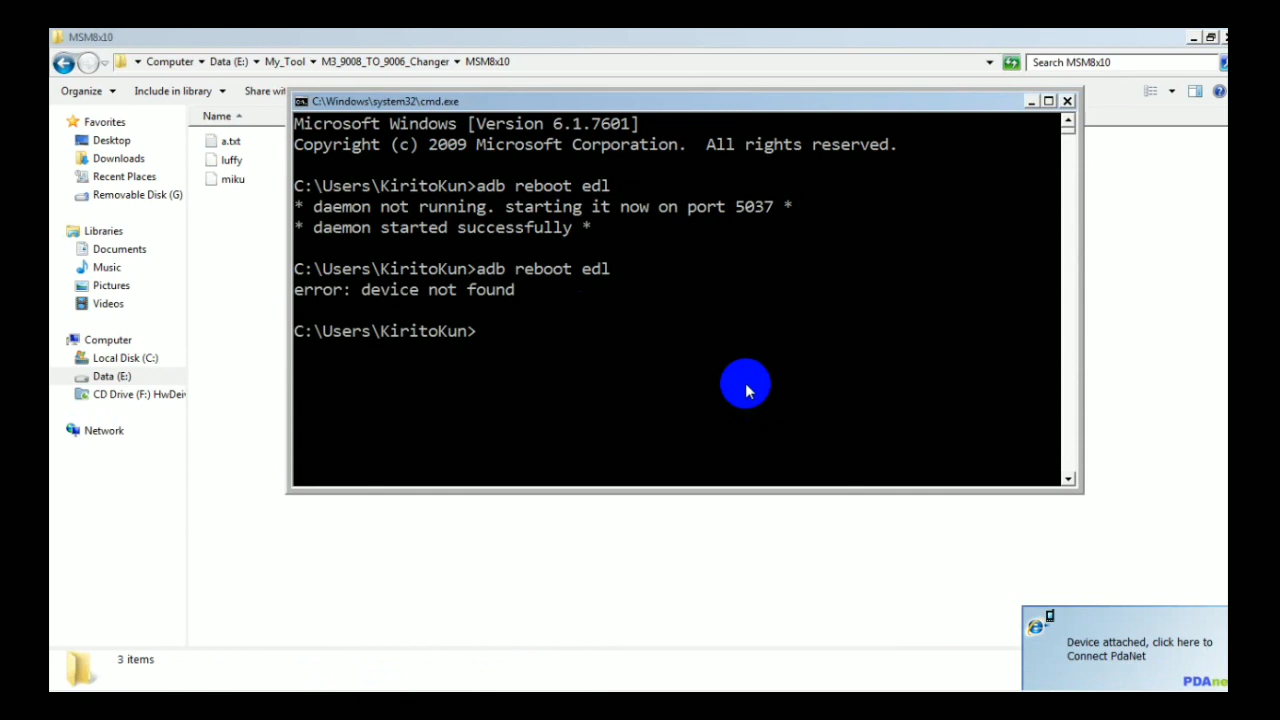 MSM8x10
Computer ▾ Data (E:) ▾ My_Tool ▾ M3_9008_TO_9006_Changer ▾ MSM8x10
Search MSM8x10
Organize Include in library Share wi
Name
Favorites
Desktop
Downloads
Recent Places
Removable Disk (G)
Libraries
Documents
Music
Pictures
Videos
Computer
Local Disk (C:)
Data (E:)
CD Drive (F:) HwDei
Network
a.txt
luffy
miku
C:\Windows\system32\cmd.exe
Microsoft Windows [Version 6.1.7601]
Copyright (c) 2009 Microsoft Corporation.  All rights reserved.
C:\Users\KiritoKun>adb reboot edl
* daemon not running. starting it now on port 5037 *
* daemon started successfully *
C:\Users\KiritoKun>adb reboot edl
error: device not found
C:\Users\KiritoKun>
3 items
Device attached, click here to
Connect PdaNet
PDAne